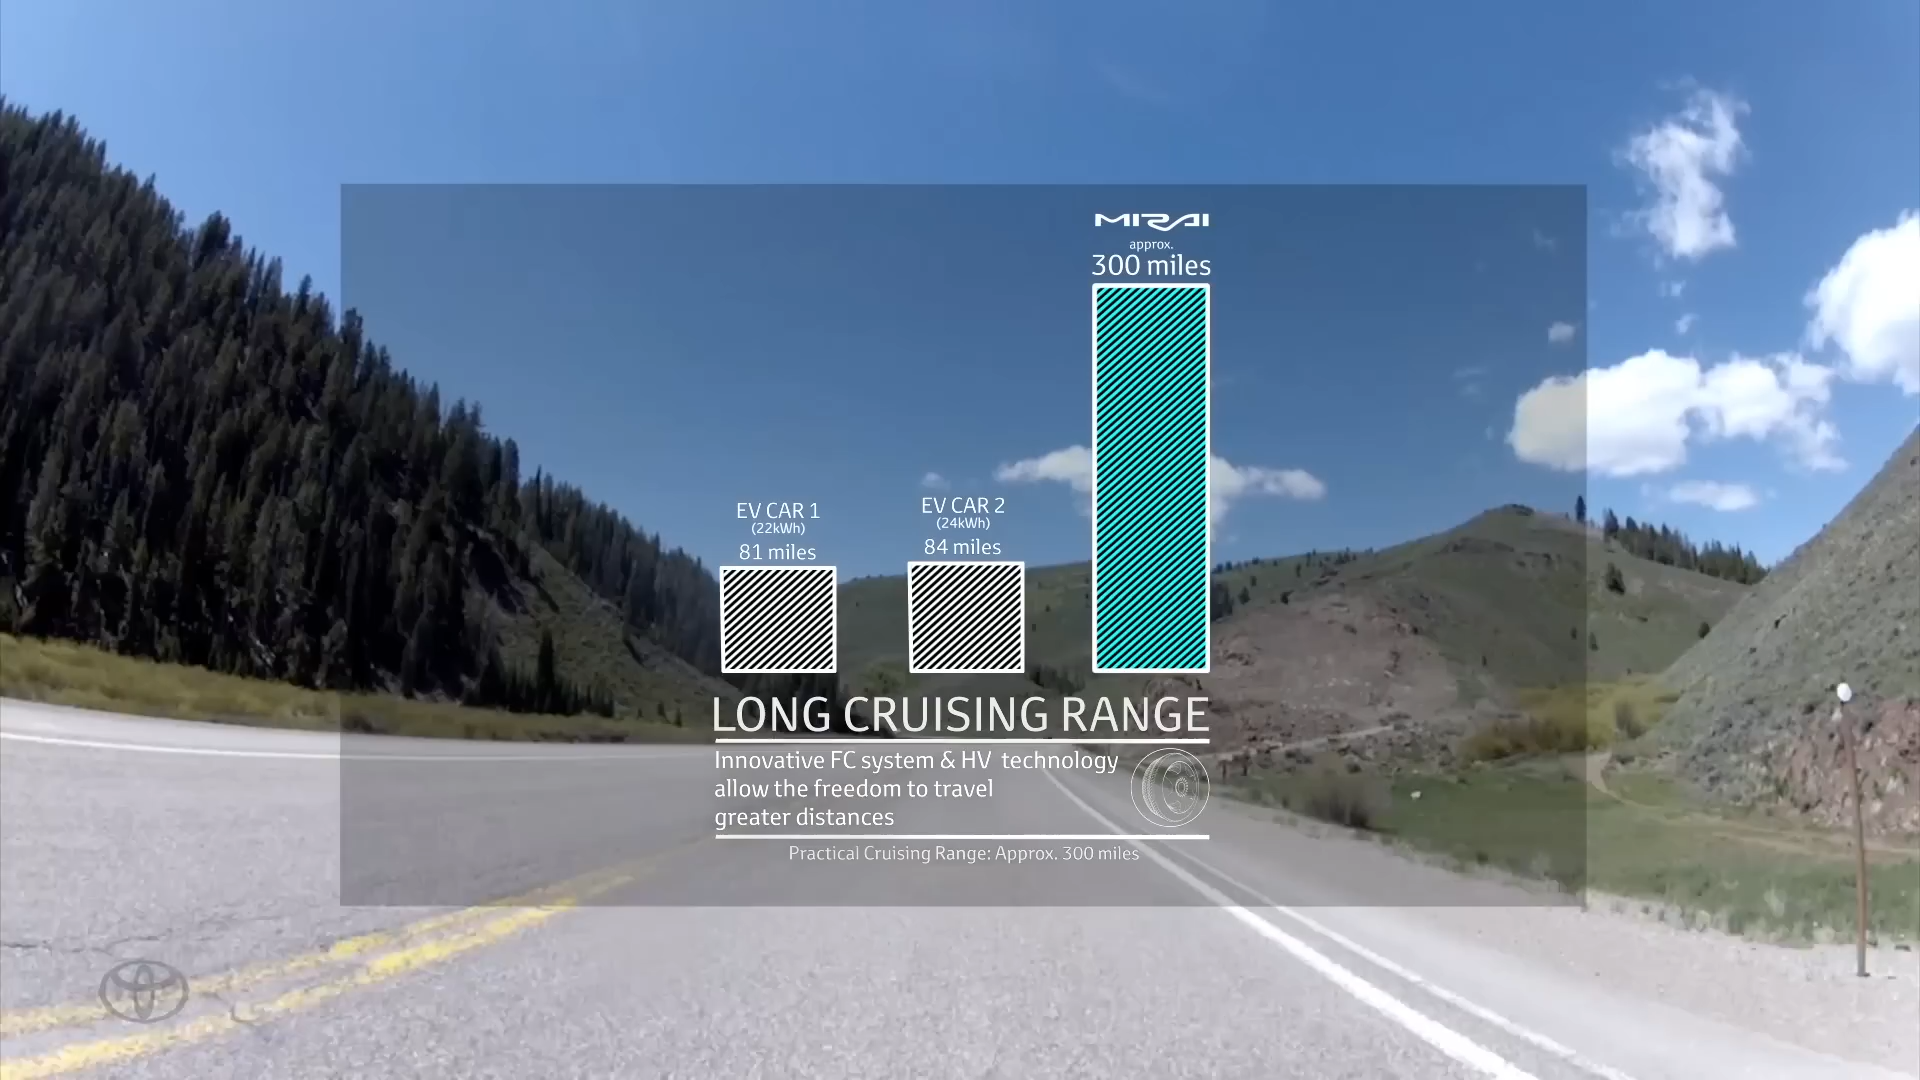 MIRAI
approx.
300 miles
EV CAR 1
(22kWh)
81 miles
EV CAR 2
(24kWh)
84 miles
LONG CRUISING RANGE
Innovative FC system & HV technology
allow the freedom to travel
greater distances
Practical Cruising Range: Approx. 300 miles